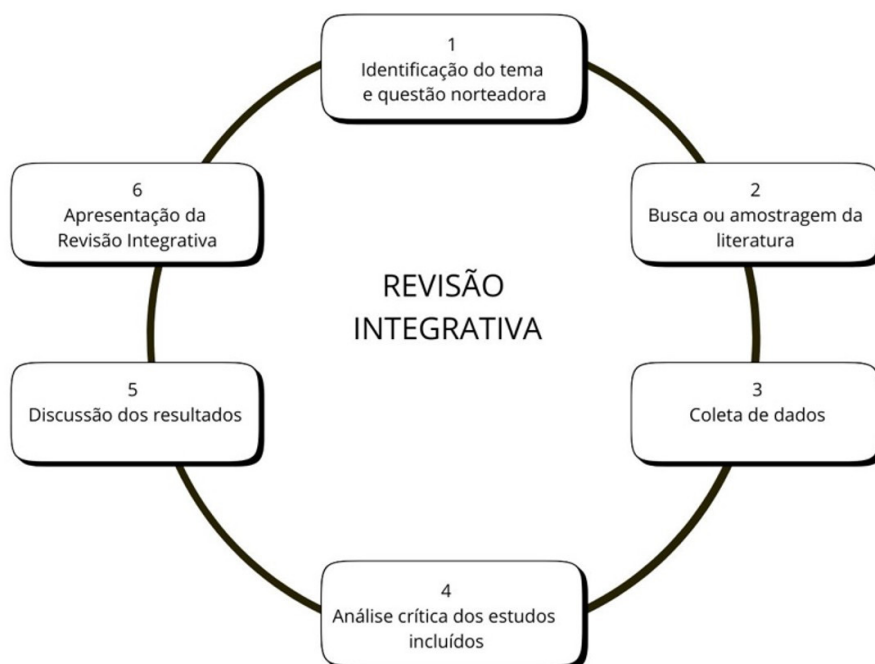 1
Identificação do tema
e questão norteadora
2
Busca ou amostragem da
literatura
3
Coleta de dados
4
Análise crítica dos estudos
incluídos
5
Discussão dos resultados
6
Apresentação da
Revisão Integrativa
REVISÃO
INTEGRATIVA